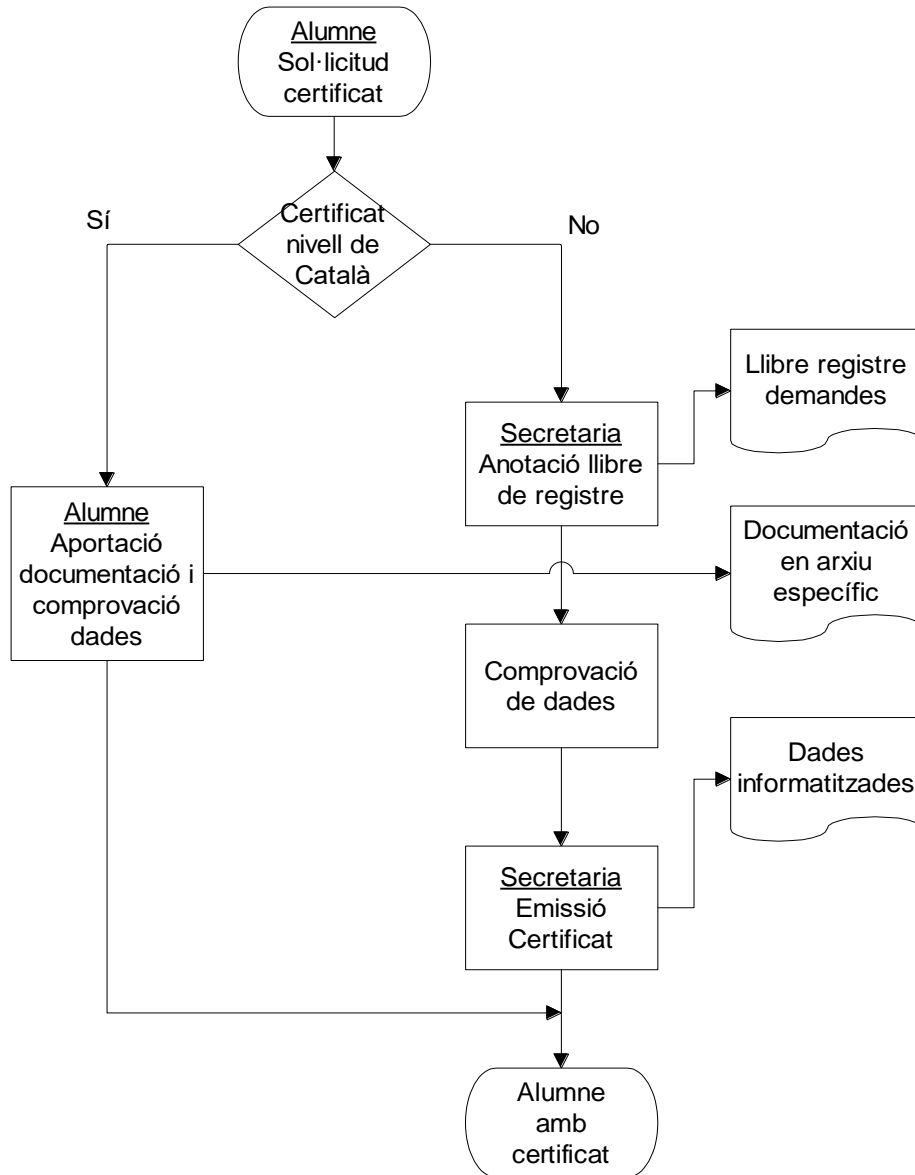 Alumne
Sol·licitud
certificat
Certificat
nivell de
Català
Sí
No
Llibre registre
demandes
Secretaria
Anotació llibre
de registre
Alumne
Aportació
documentació i
comprovació
dades
Documentació
en arxiu
específic
Comprovació
de dades
Dades
informatitzades
Secretaria
Emissió
Certificat
Alumne
amb
certificat